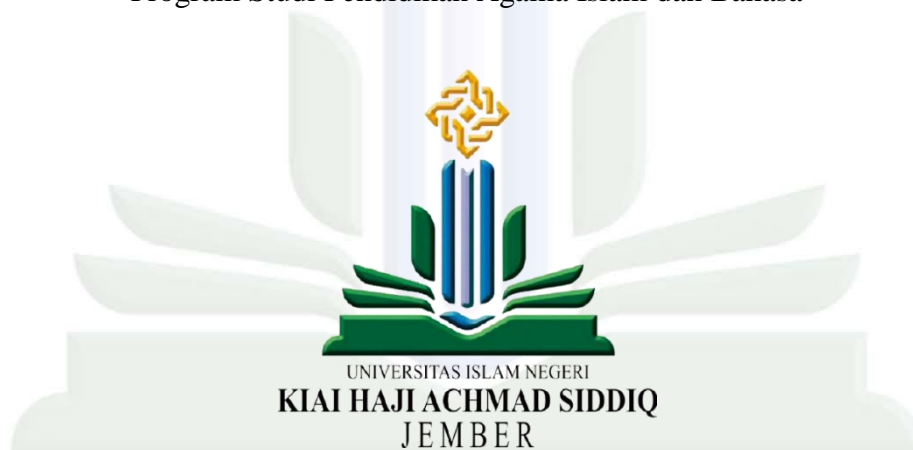 Program Studi Pendidikan Agama Islam dan Bahasa
UNIVERSITAS ISLAM NEGERI
KIAI HAJI ACHMAD SIDDIQ
JEMBER